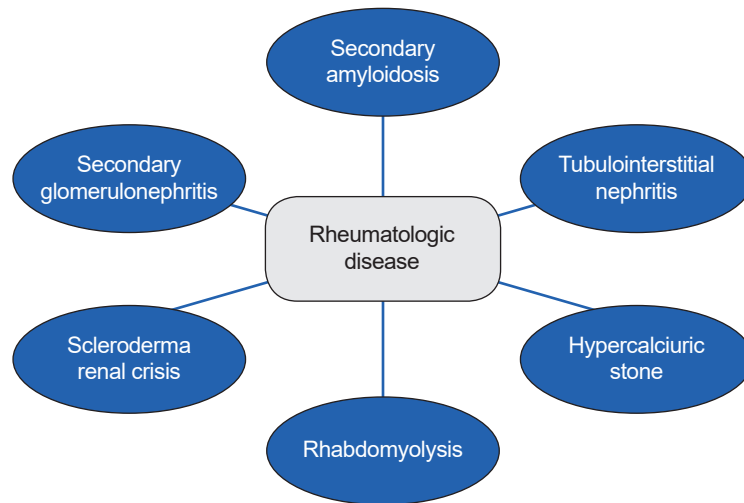 Secondary
amyloidosis
Secondary
glomerulonephritis
Tubulointerstitial
nephritis
Rheumatologic
disease
Scleroderma
renal crisis
Hypercalciuric
stone
Rhabdomyolysis